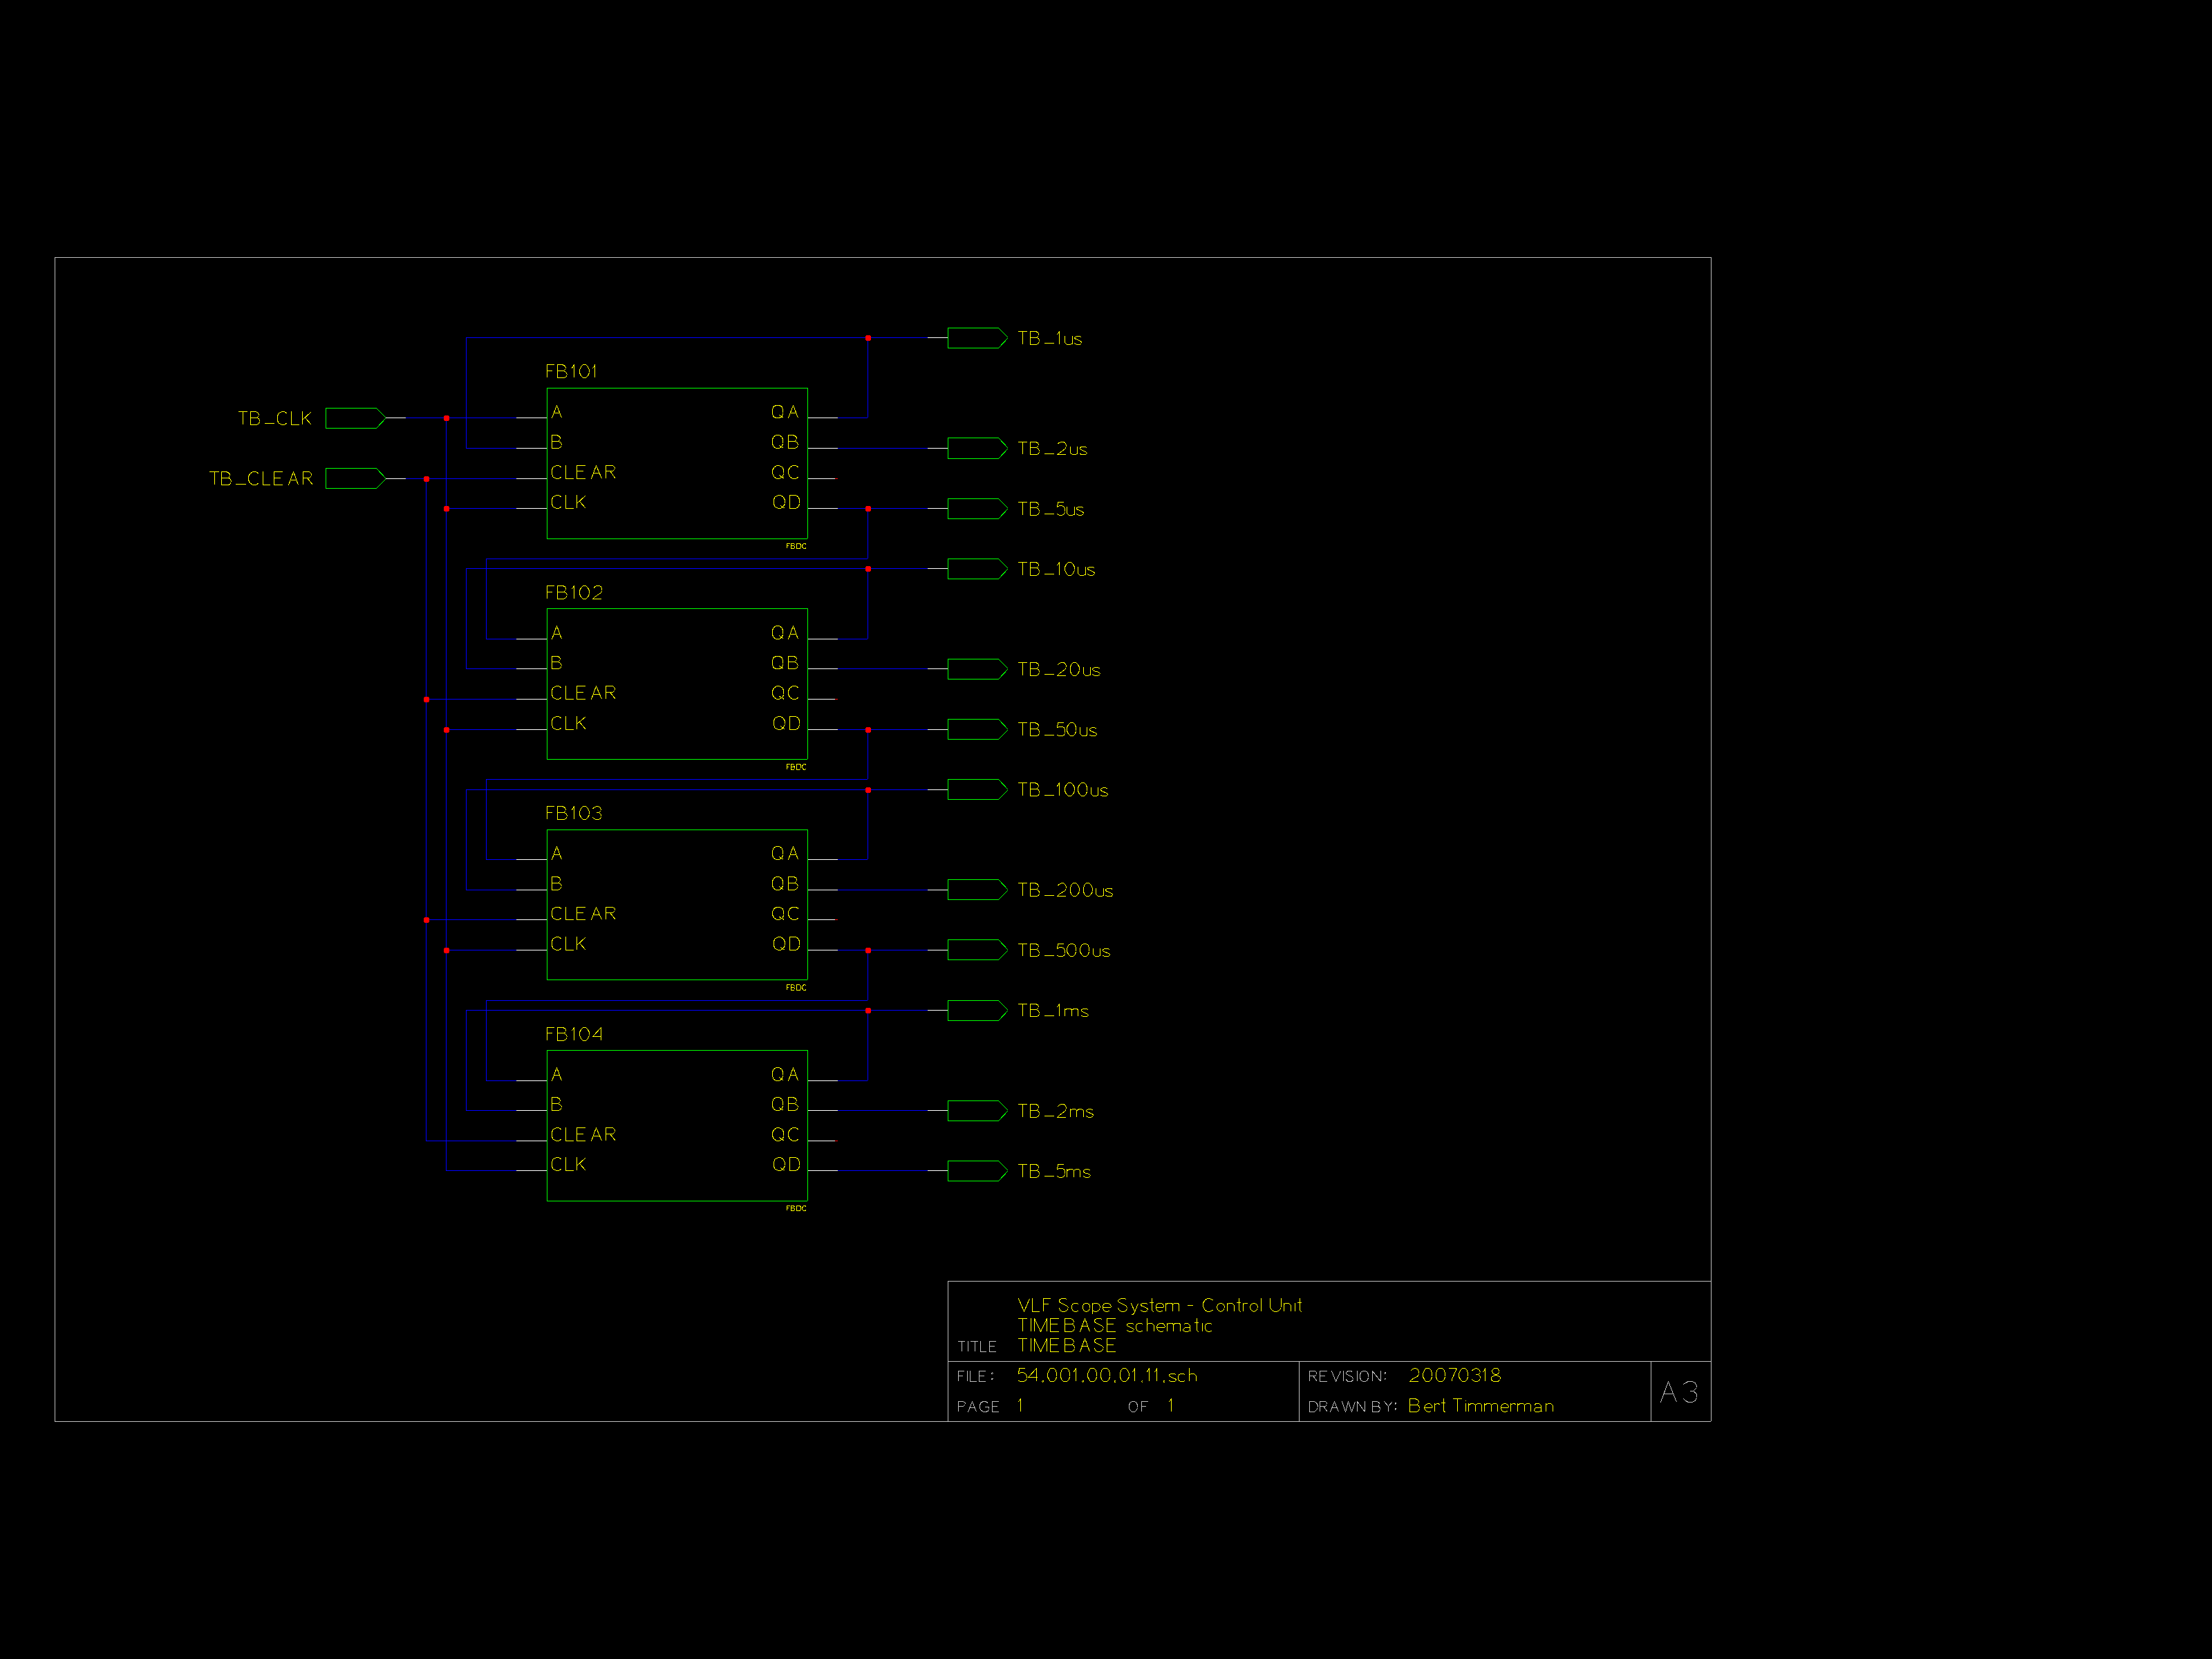 TB_1us
FB101
TB_CLK
A
QA
B
QB
TB_2us
TB_CLEAR
CLEAR
QC
CLK
QD
TB_5us
FBDC
TB_10us
FB102
A
QA
B
QB
TB_20us
CLEAR
QC
CLK
QD
TB_50us
FBDC
TB_100us
FB103
A
QA
B
QB
TB_200us
CLEAR
QC
CLK
QD
TB_500us
FBDC
TB_1ms
FB104
A
QA
B
QB
TB_2ms
CLEAR
QC
CLK
QD
TB_5ms
FBDC
VLF Scope System - Control Unit
TIMEBASE schematic
TITLE TIMEBASE
FILE: 54.001.00.01.11.sch
REVISION: 20070318
PAGE 1 OF 1
DRAWN BY: Bert Timmerman
A3